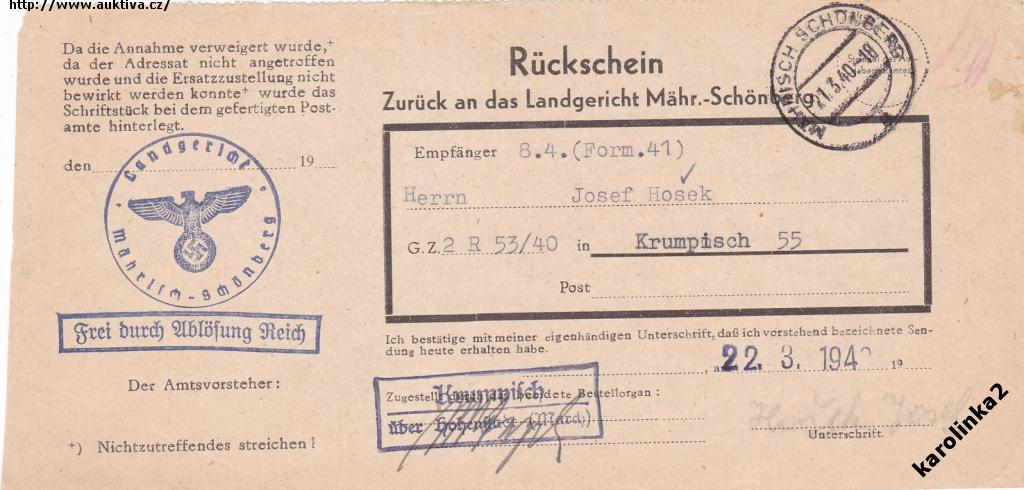 http://www.auktiva.cz/
Da die Annahme verweigert wurde,+
da der Adressat nicht angetroffen
wurde und die Ersatzzustellung nicht
bewirkt werden konnte+ wurde das
Schriftstück bei dem gefertigten Post-
amte hinterlegt.
den 19
Landgericht
Mährisch-Schönberg
Frei durch Ablösung Reich
Der Amtsvorsteher:
+) Nichtzutreffendes streichen!
Rückschein
Zurück an das Landgericht Mähr.-Schönberg
MÄHRISCH SCHÖNBERG
21.3.40.-18
Empfänger 8.4.(Form.41)
Herrn Josef Hosek
G.Z. 2 R 53/40 in Krumpisch 55
Post
Ich bestätige mit meiner eigenhändigen Unterschrift, daß ich vorstehend bezeichnete Sen-
dung heute erhalten habe.
22. 3. 194 19
Zugestellt durch das beeidete Bestellorgan:
Krumpisch
über Hohenstadt (March)
Josef
Unterschrift
karolinka2